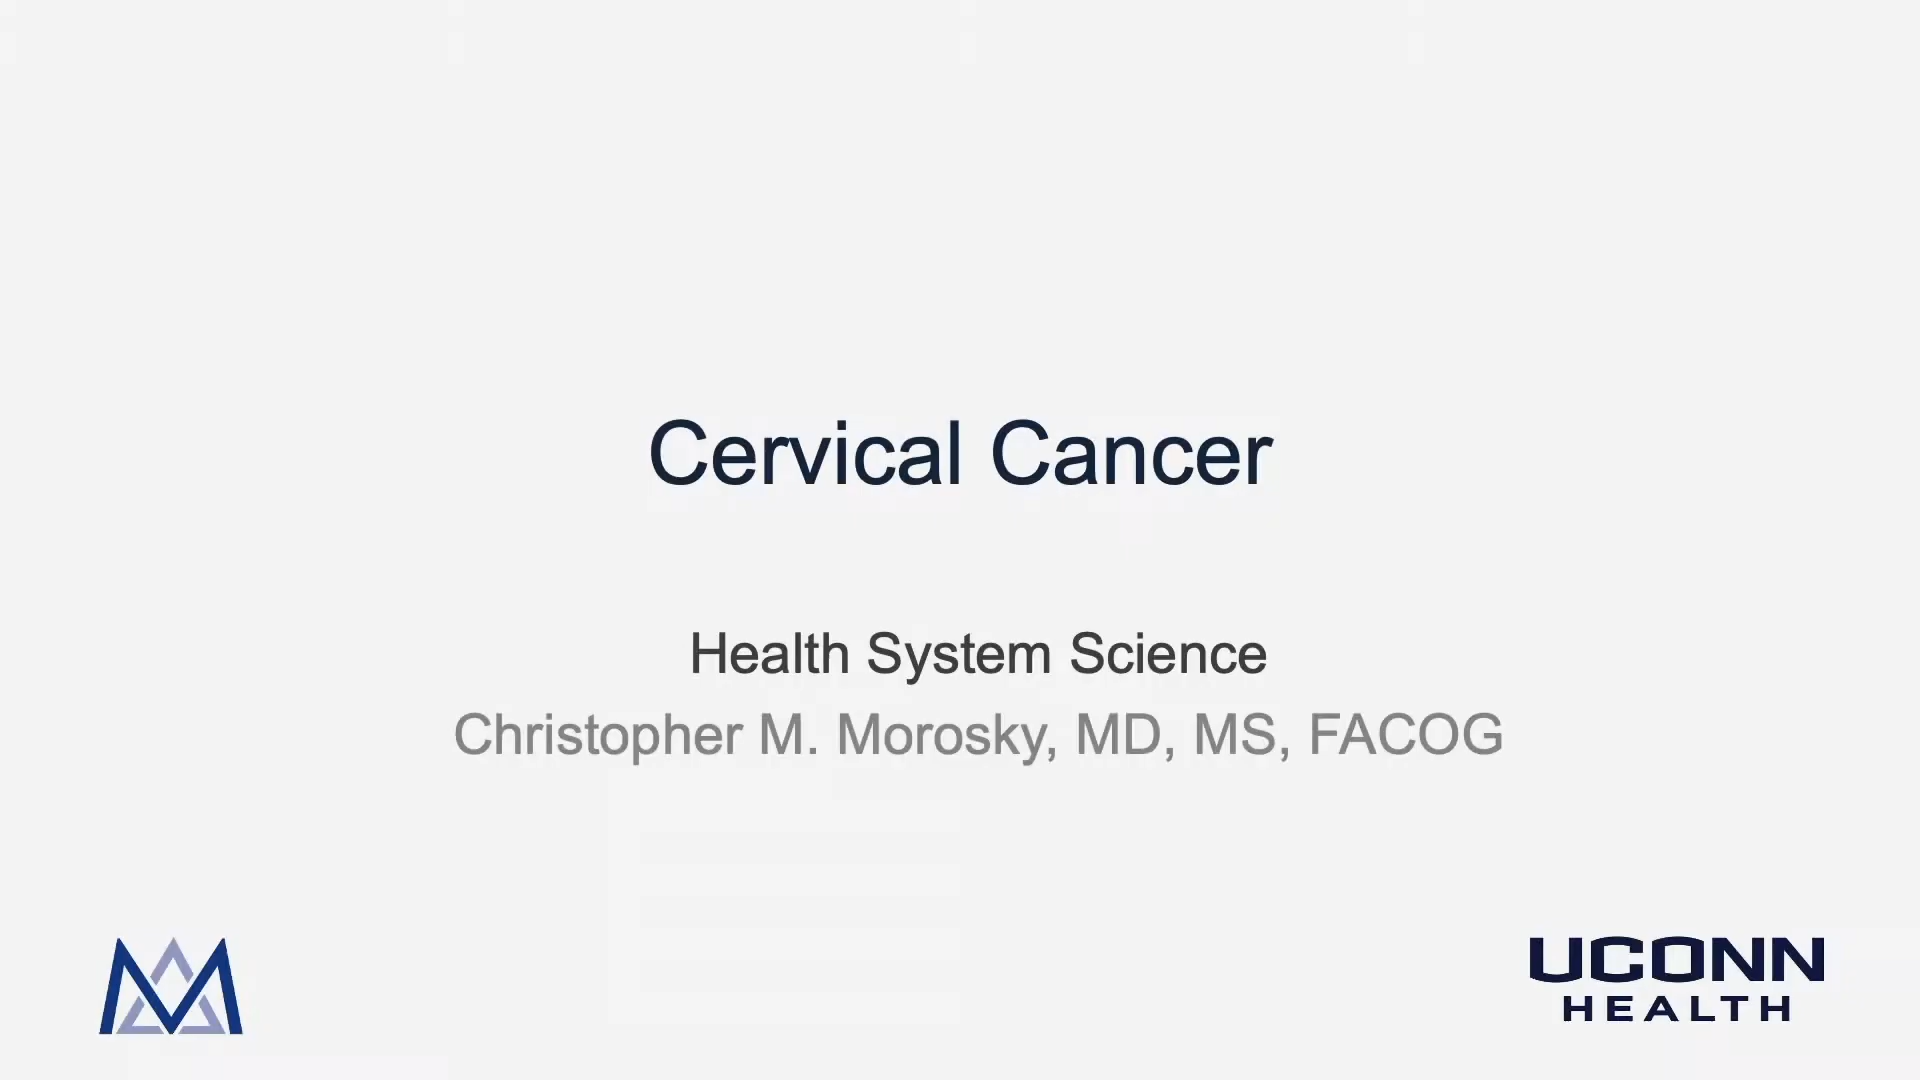 Cervical Cancer
Health System Science
Christopher M. Morosky, MD, MS, FACOG
UCONN
HEALTH